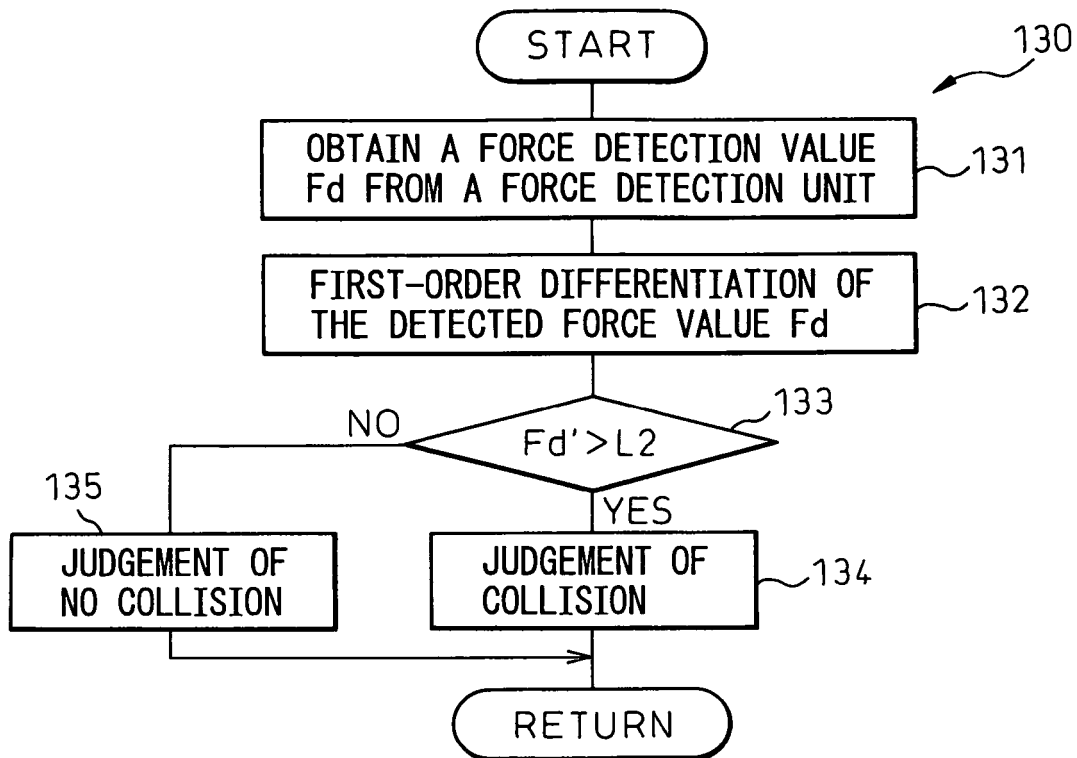 START
130
OBTAIN A FORCE DETECTION VALUE
Fd FROM A FORCE DETECTION UNIT
131
FIRST-ORDER DIFFERENTIATION OF
THE DETECTED FORCE VALUE Fd
132
133
NO
Fd'>L2
135
YES
JUDGEMENT OF
NO COLLISION
JUDGEMENT OF
COLLISION
134
RETURN